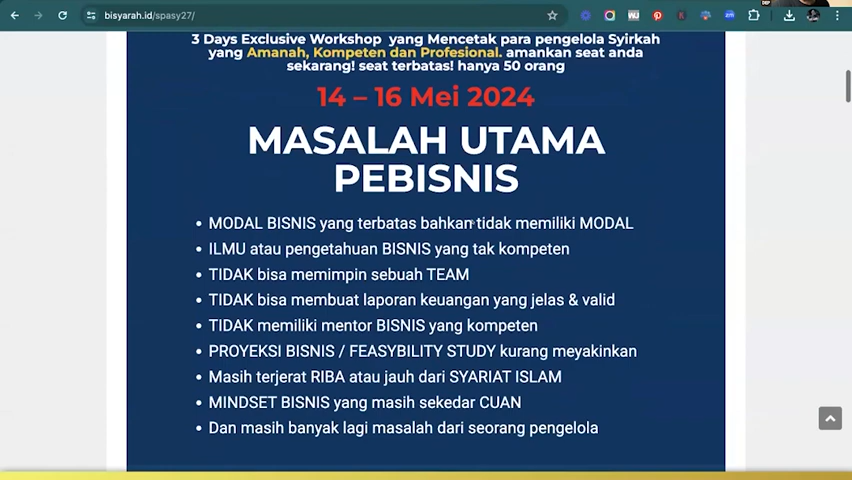 bisyarah.id/spasy27/
3 Days Exclusive Workshop yang Mencetak para pengelola Syirkah
yang Amanah, Kompeten dan Profesional. amankan seat anda
sekarang! seat terbatas! hanya 50 orang
14 – 16 Mei 2024
MASALAH UTAMA
PEBISNIS
• MODAL BISNIS yang terbatas bahkan tidak memiliki MODAL
• ILMU atau pengetahuan BISNIS yang tak kompeten
• TIDAK bisa memimpin sebuah TEAM
• TIDAK bisa membuat laporan keuangan yang jelas & valid
• TIDAK memiliki mentor BISNIS yang kompeten
• PROYEKSI BISNIS / FEASYBILITY STUDY kurang meyakinkan
• Masih terjerat RIBA atau jauh dari SYARIAT ISLAM
• MINDSET BISNIS yang masih sekedar CUAN
• Dan masih banyak lagi masalah dari seorang pengelola